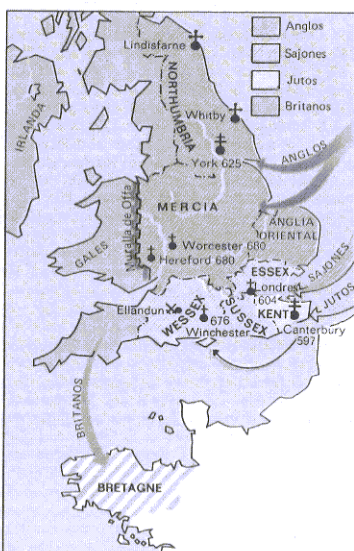 Anglos
Sajones
Jutos
Britanos
Lindisfarne
NORTHUMBRIA
IRLANDA
Whitby
York 625
ANGLOS
MERCIA
ANGLIA
ORIENTAL
Muralla de Offa
GALES
Worcester 680
Hereford 680
ESSEX
Londres
604
SAJONES
JUTOS
KENT
Ellandun
WESSEX
SUSSEX
676
Winchester
Canterbury
597
BRITANOS
BRETAGNE